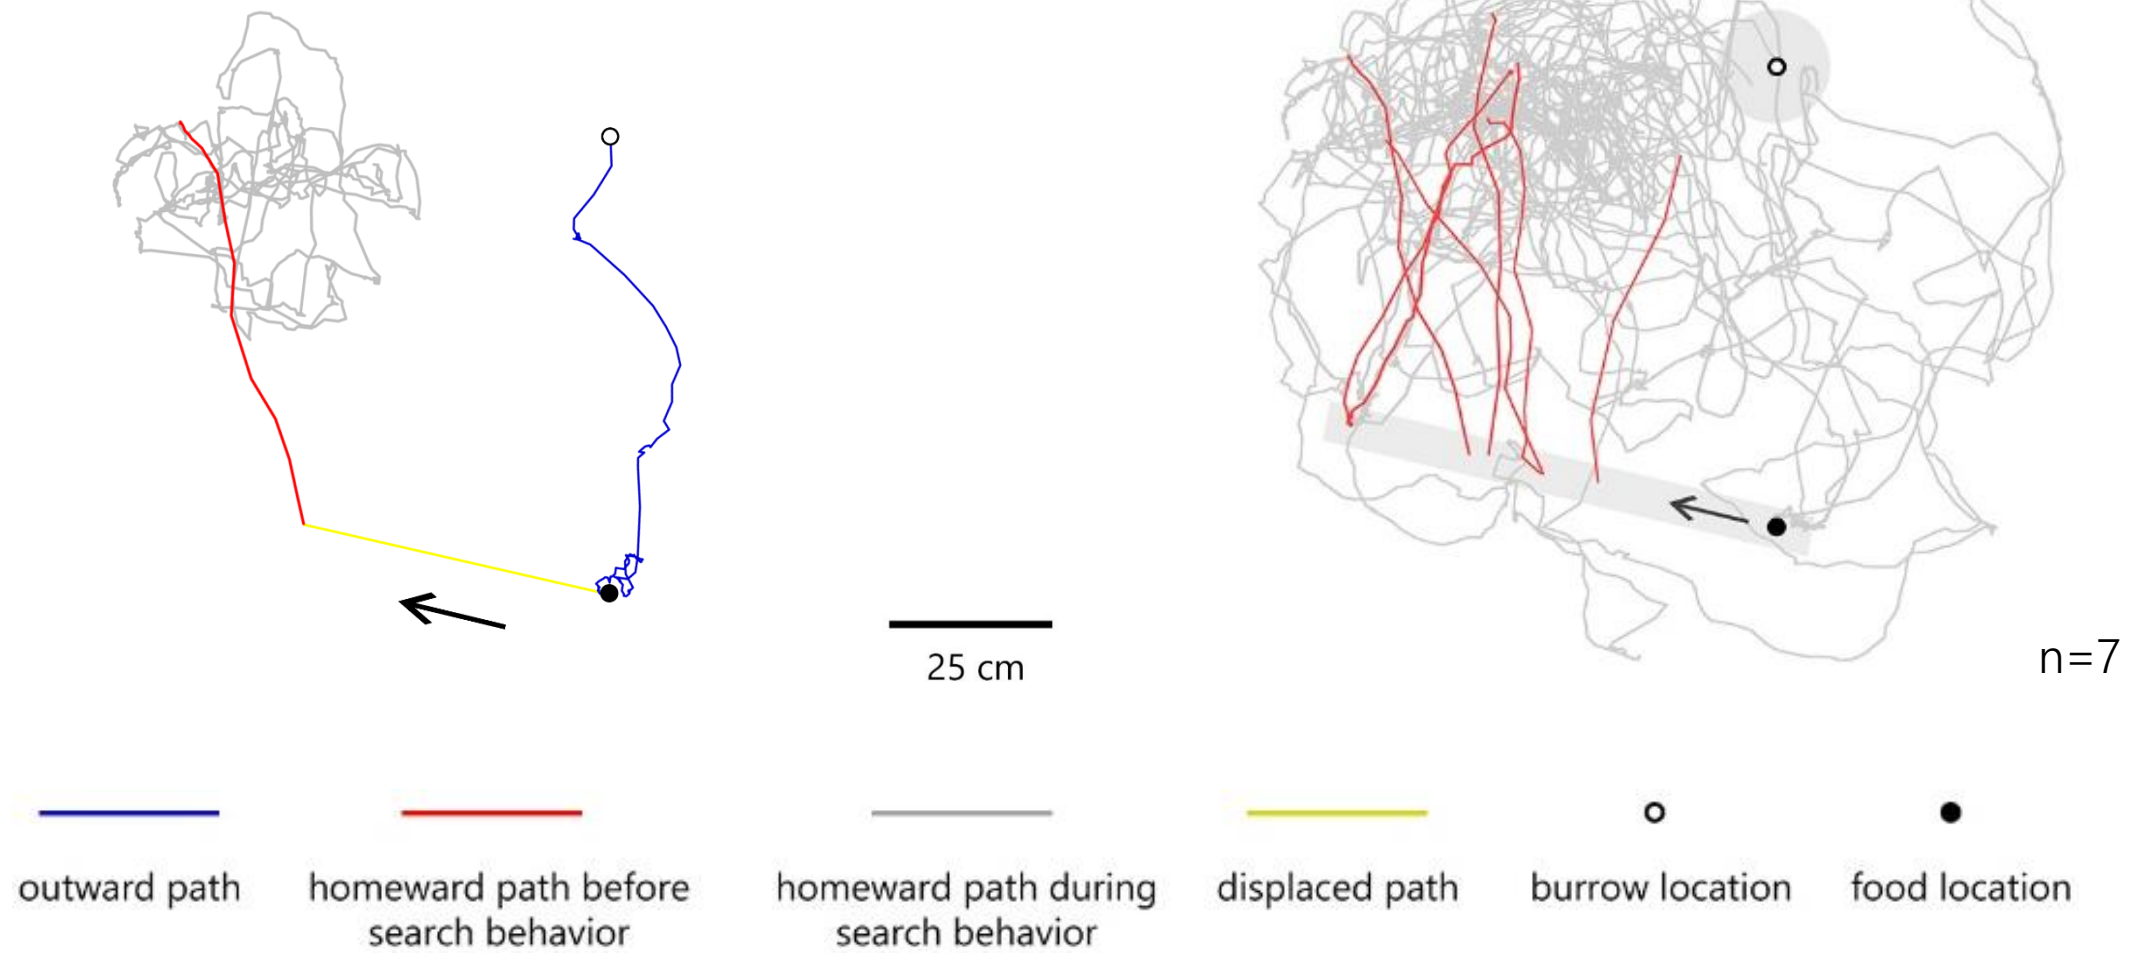 25 cm
n=7
outward path
homeward path before
search behavior
homeward path during
search behavior
displaced path
burrow location
food location